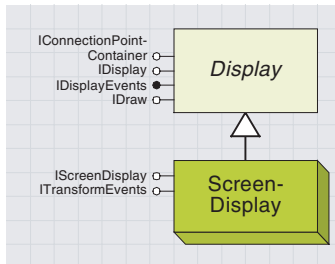 IConnectionPoint-
Container
IDisplay
IDisplayEvents
IDraw
Display
IScreenDisplay
ITransformEvents
Screen-
Display